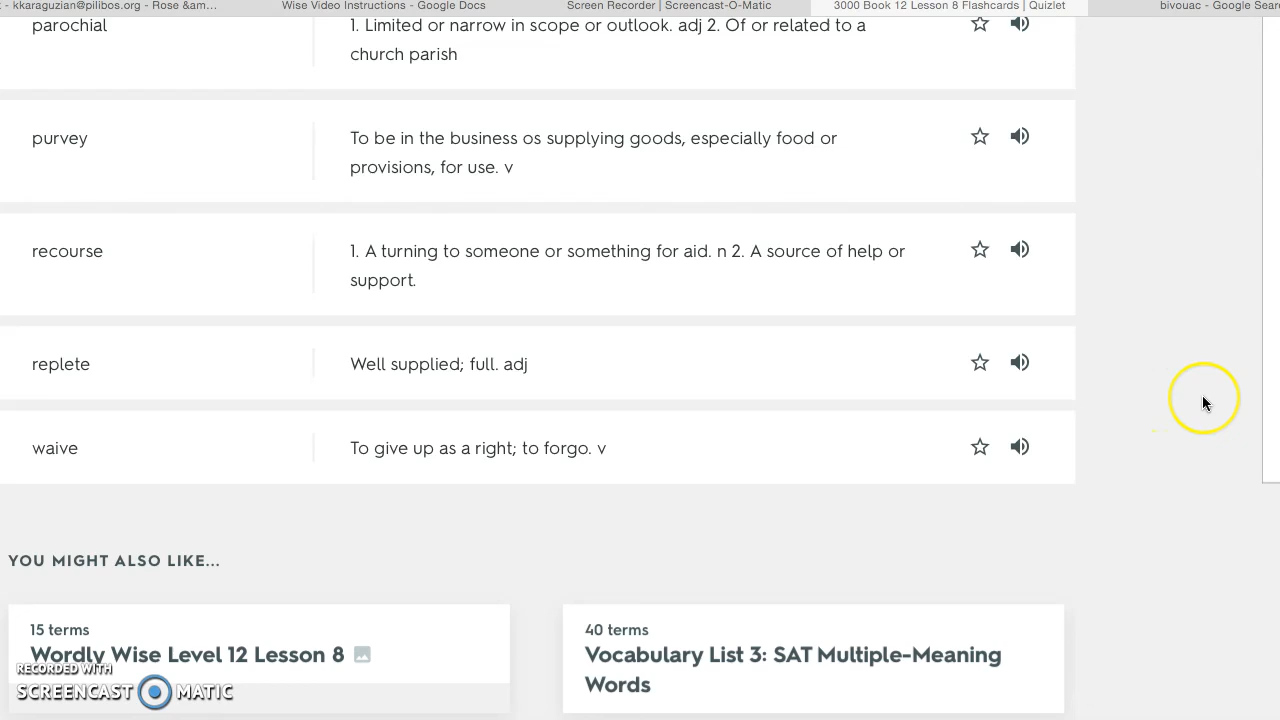 - kkaraguzian@pilibos.org - Rose &am... Wise Video Instructions - Google Docs Screen Recorder | Screencast-O-Matic 3000 Book 12 Lesson 8 Flashcards | Quizlet bivouac - Google Sear
parochial 1. Limited or narrow in scope or outlook. adj 2. Of or related to a
church parish
purvey To be in the business os supplying goods, especially food or
provisions, for use. v
recourse 1. A turning to someone or something for aid. n 2. A source of help or
support.
replete Well supplied; full. adj
waive To give up as a right; to forgo. v
YOU MIGHT ALSO LIKE...
15 terms
Wordly Wise Level 12 Lesson 8
40 terms
Vocabulary List 3: SAT Multiple-Meaning
Words
RECORDED WITH
SCREENCAST MATIC